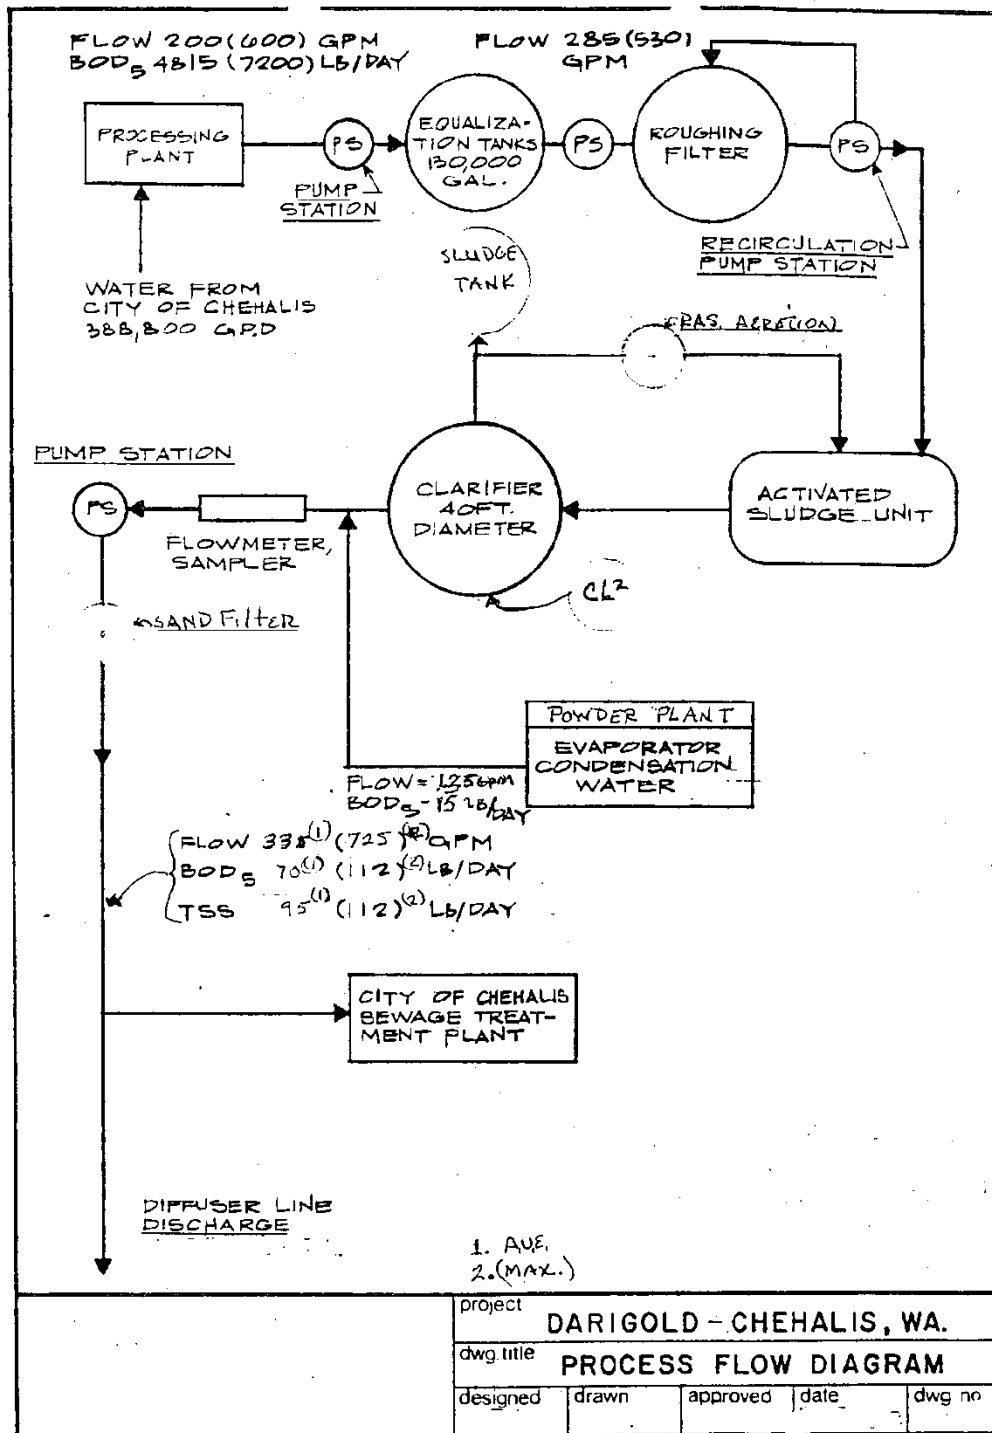 FLOW 200(600) GPM
BOD5 4815 (7200) LB/DAY
FLOW 285(530)
GPM
PROCESSING
PLANT
PS
PUMP
STATION
EQUALIZA-
TION TANKS
130,000
GAL.
PS
ROUGHING
FILTER
PS
RECIRCULATION
PUMP STATION
WATER FROM
CITY OF CHEHALIS
388,800 GPD
SLUDGE
TANK
RAS. AERATION
PUMP STATION
PS
FLOWMETER,
SAMPLER
CLARIFIER
40FT.
DIAMETER
ACTIVATED
SLUDGE UNIT
CL2
SAND FILTER
POWDER PLANT
EVAPORATOR
CONDENSATION
WATER
FLOW = 125 GPM
BOD5 - 15 LB/DAY
FLOW 338(1) (725)(2) GPM
BOD5 70(1) (112)(2) LB/DAY
TSS 95(1) (112)(2) LB/DAY
CITY OF CHEHALIS
SEWAGE TREAT-
MENT PLANT
DIFFUSER LINE
DISCHARGE
1. AVE.
2. (MAX.)
project
DARIGOLD - CHEHALIS, WA.
dwg. title
PROCESS FLOW DIAGRAM
designed drawn approved date dwg no